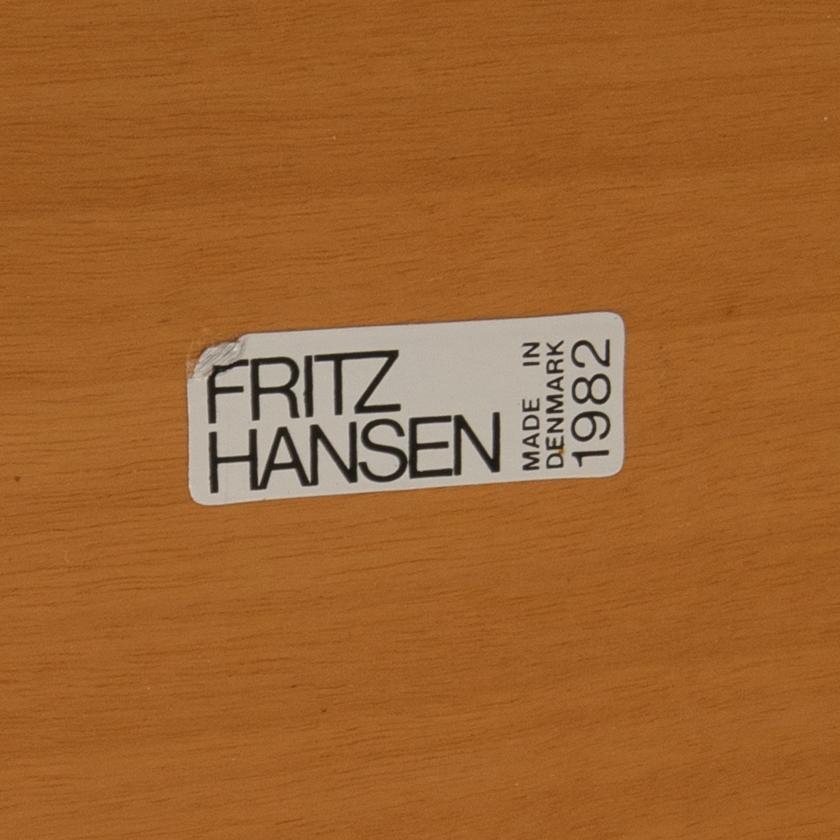 FRITZ
HANSEN
MADE IN
DENMARK
1982